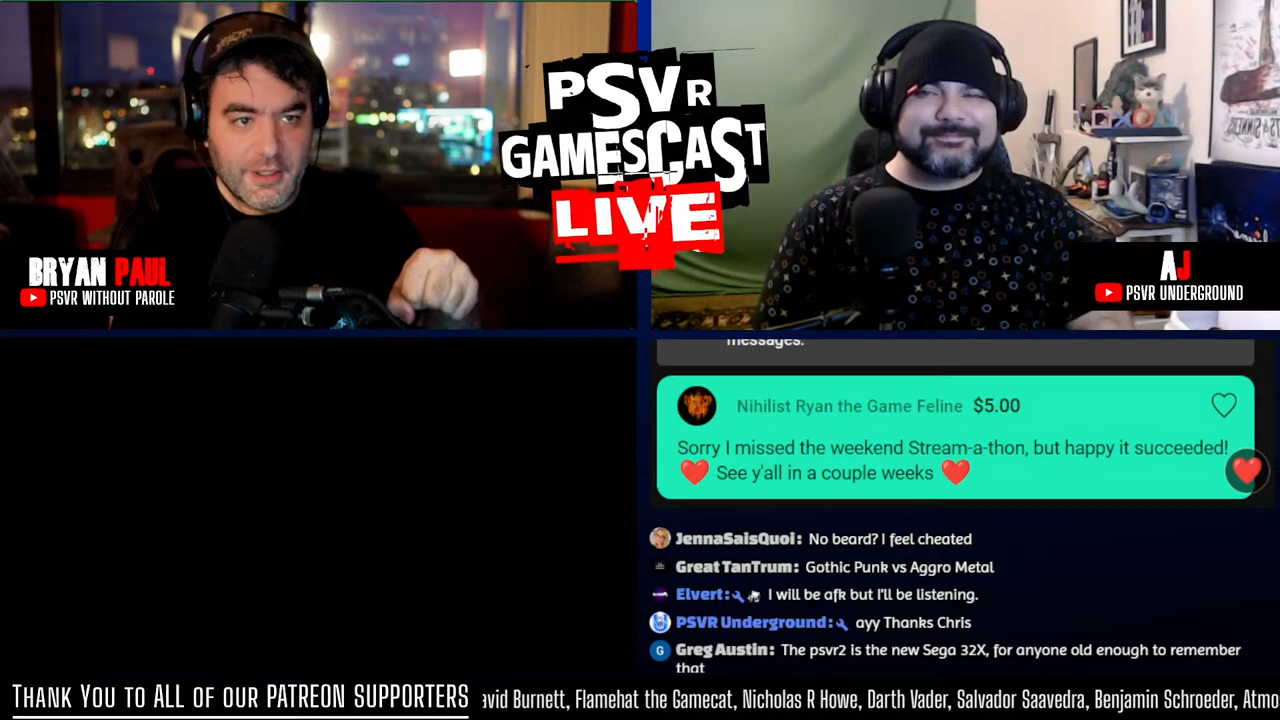 PSVR
GAMESCAST
LIVE
BRYAN PAUL
PSVR WITHOUT PAROLE
AJ
PSVR UNDERGROUND
messages.
Nihilist Ryan the Game Feline $5.00
Sorry I missed the weekend Stream-a-thon, but happy it succeeded!
❤️ See y'all in a couple weeks ❤️
JennaSaisQuoi: No beard? I feel cheated
Great TanTrum: Gothic Punk vs Aggro Metal
Elvert: I will be afk but I'll be listening.
PSVR Underground: ayy Thanks Chris
G Greg Austin: The psvr2 is the new Sega 32X, for anyone old enough to remember
that
THANK YOU TO ALL OF OUR PATREON SUPPORTERS
avid Burnett, Flamehat the Gamecat, Nicholas R Howe, Darth Vader, Salvador Saavedra, Benjamin Schroeder, Atmo